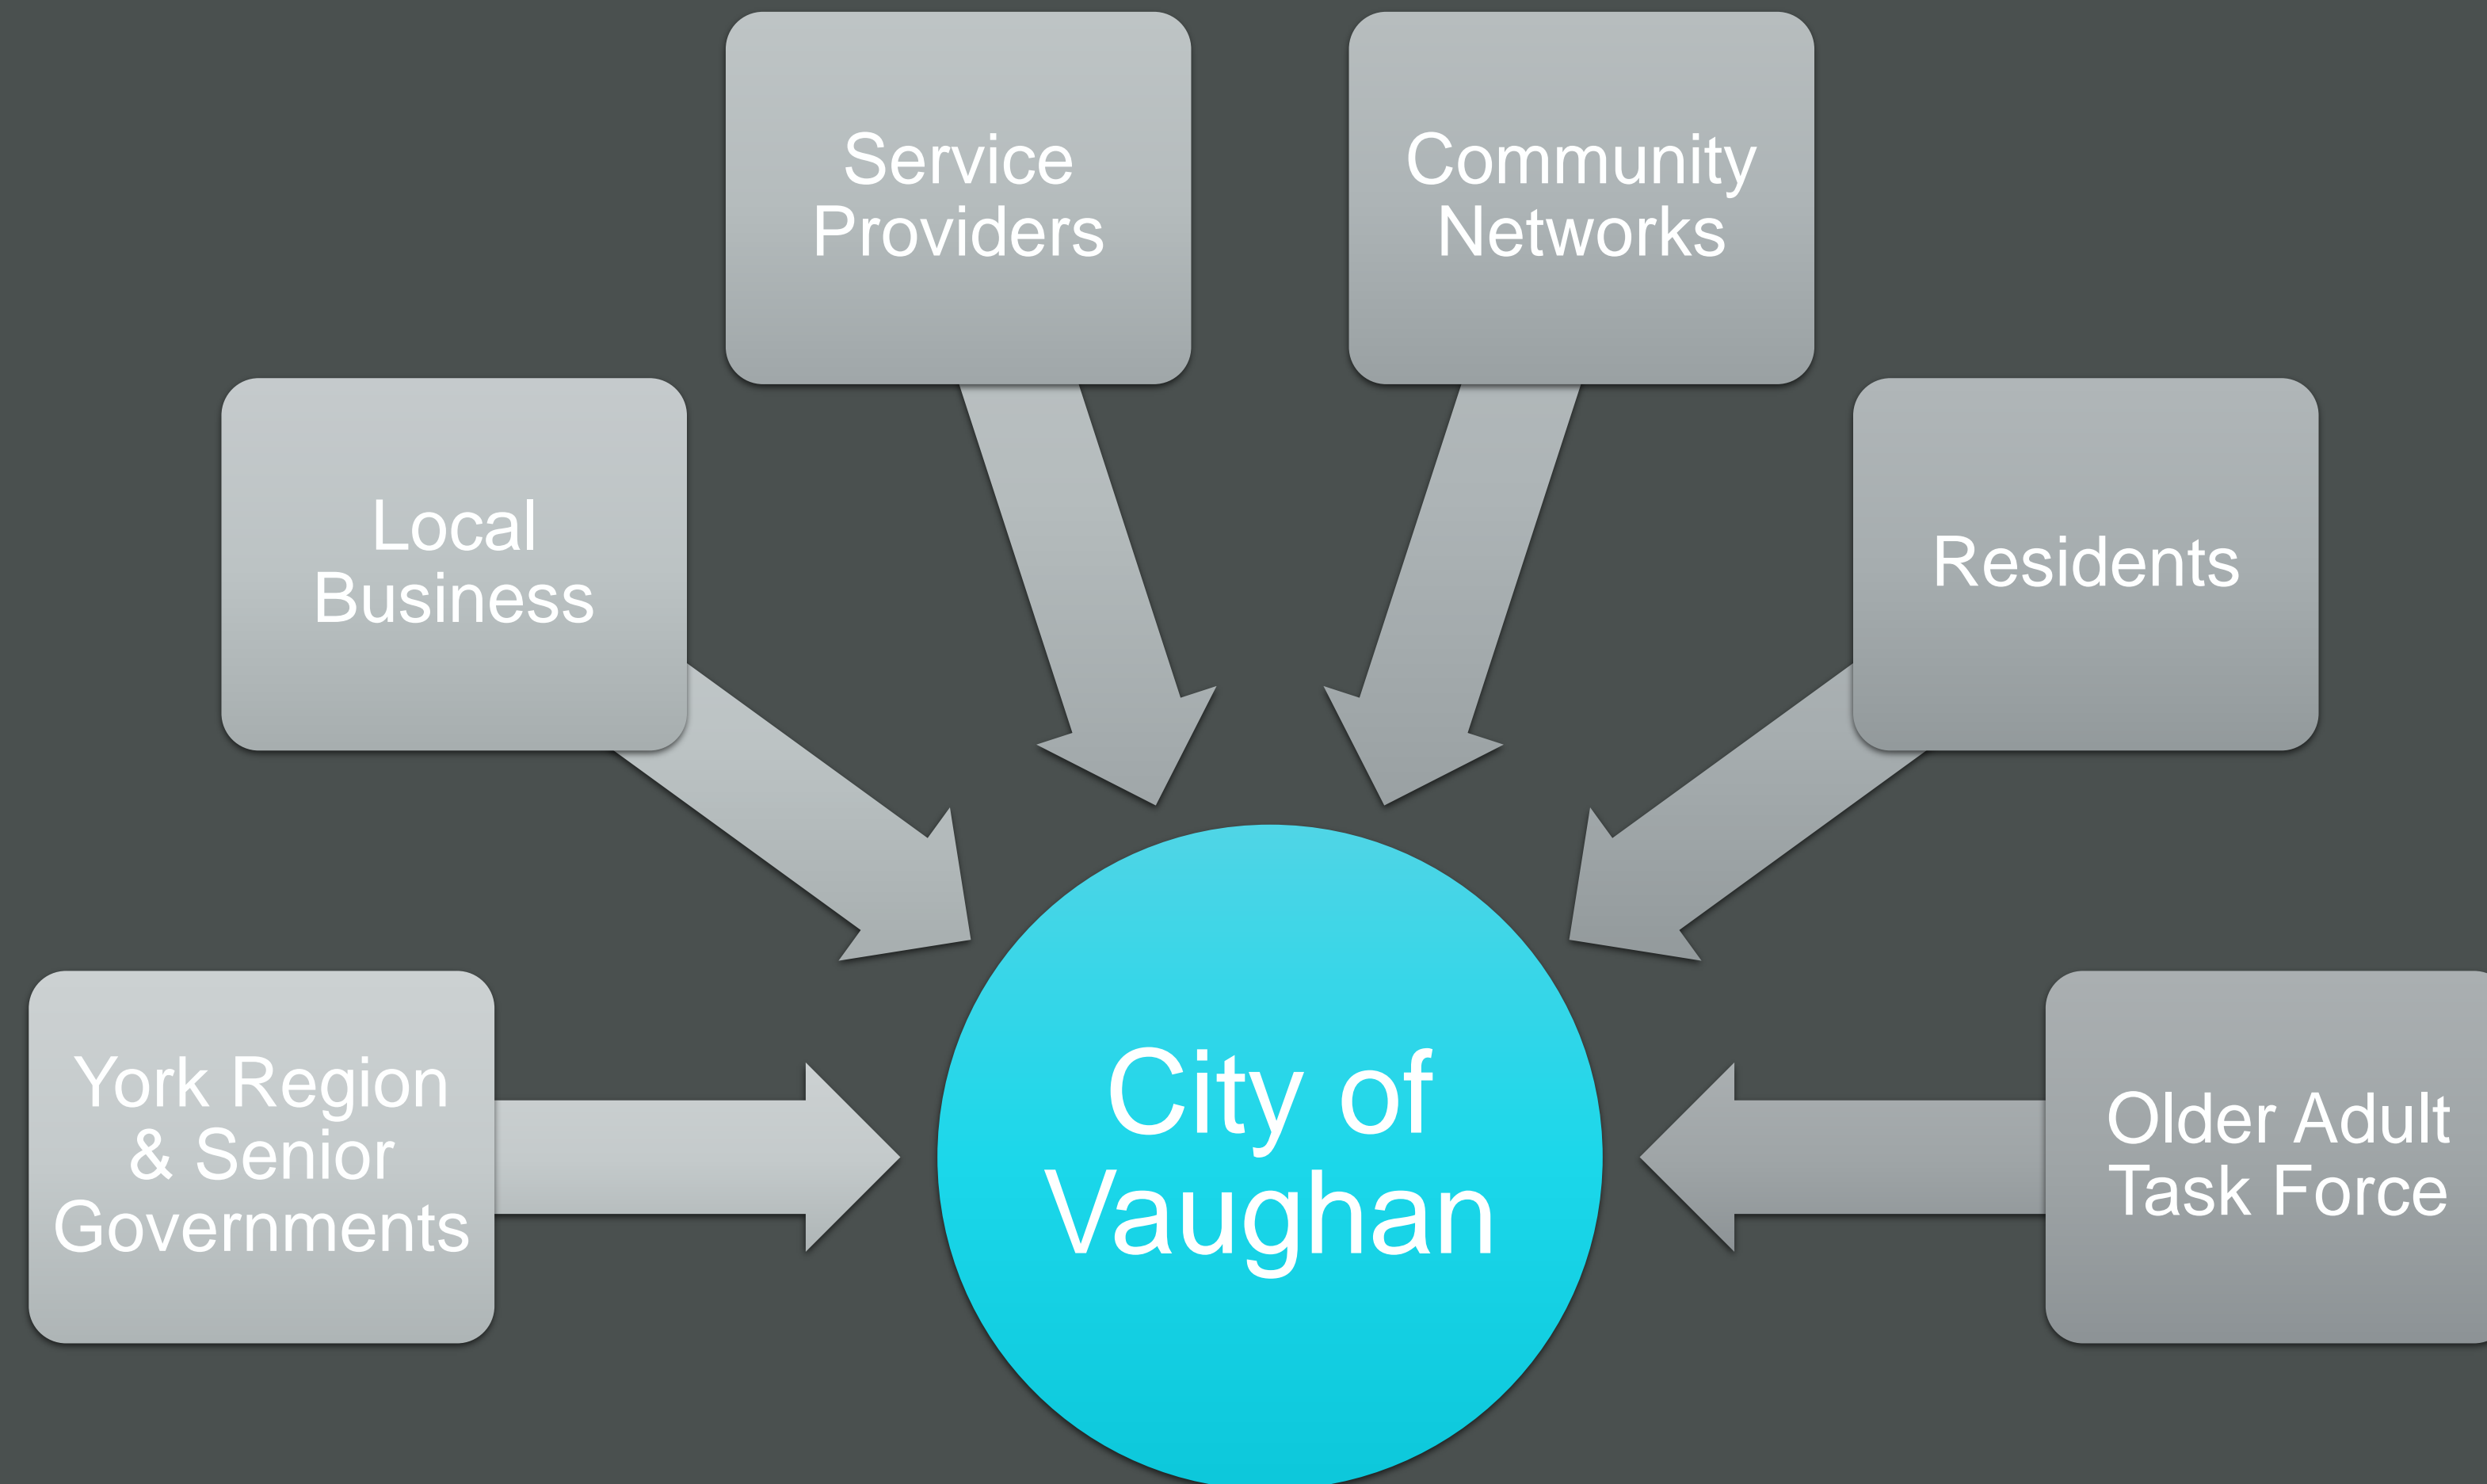 Service
Providers
Community
Networks
Local
Business
Residents
York Region
& Senior
Governments
City of
Vaughan
Older Adult
Task Force